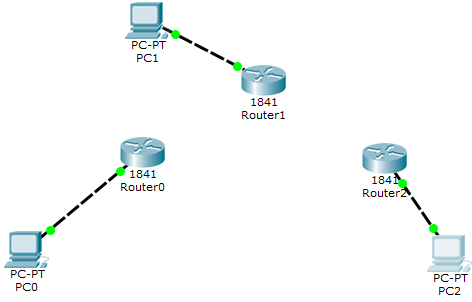 PC-PT
PC1
1841
Router1
1841
Router0
1841
Router2
PC-PT
PC0
PC-PT
PC2